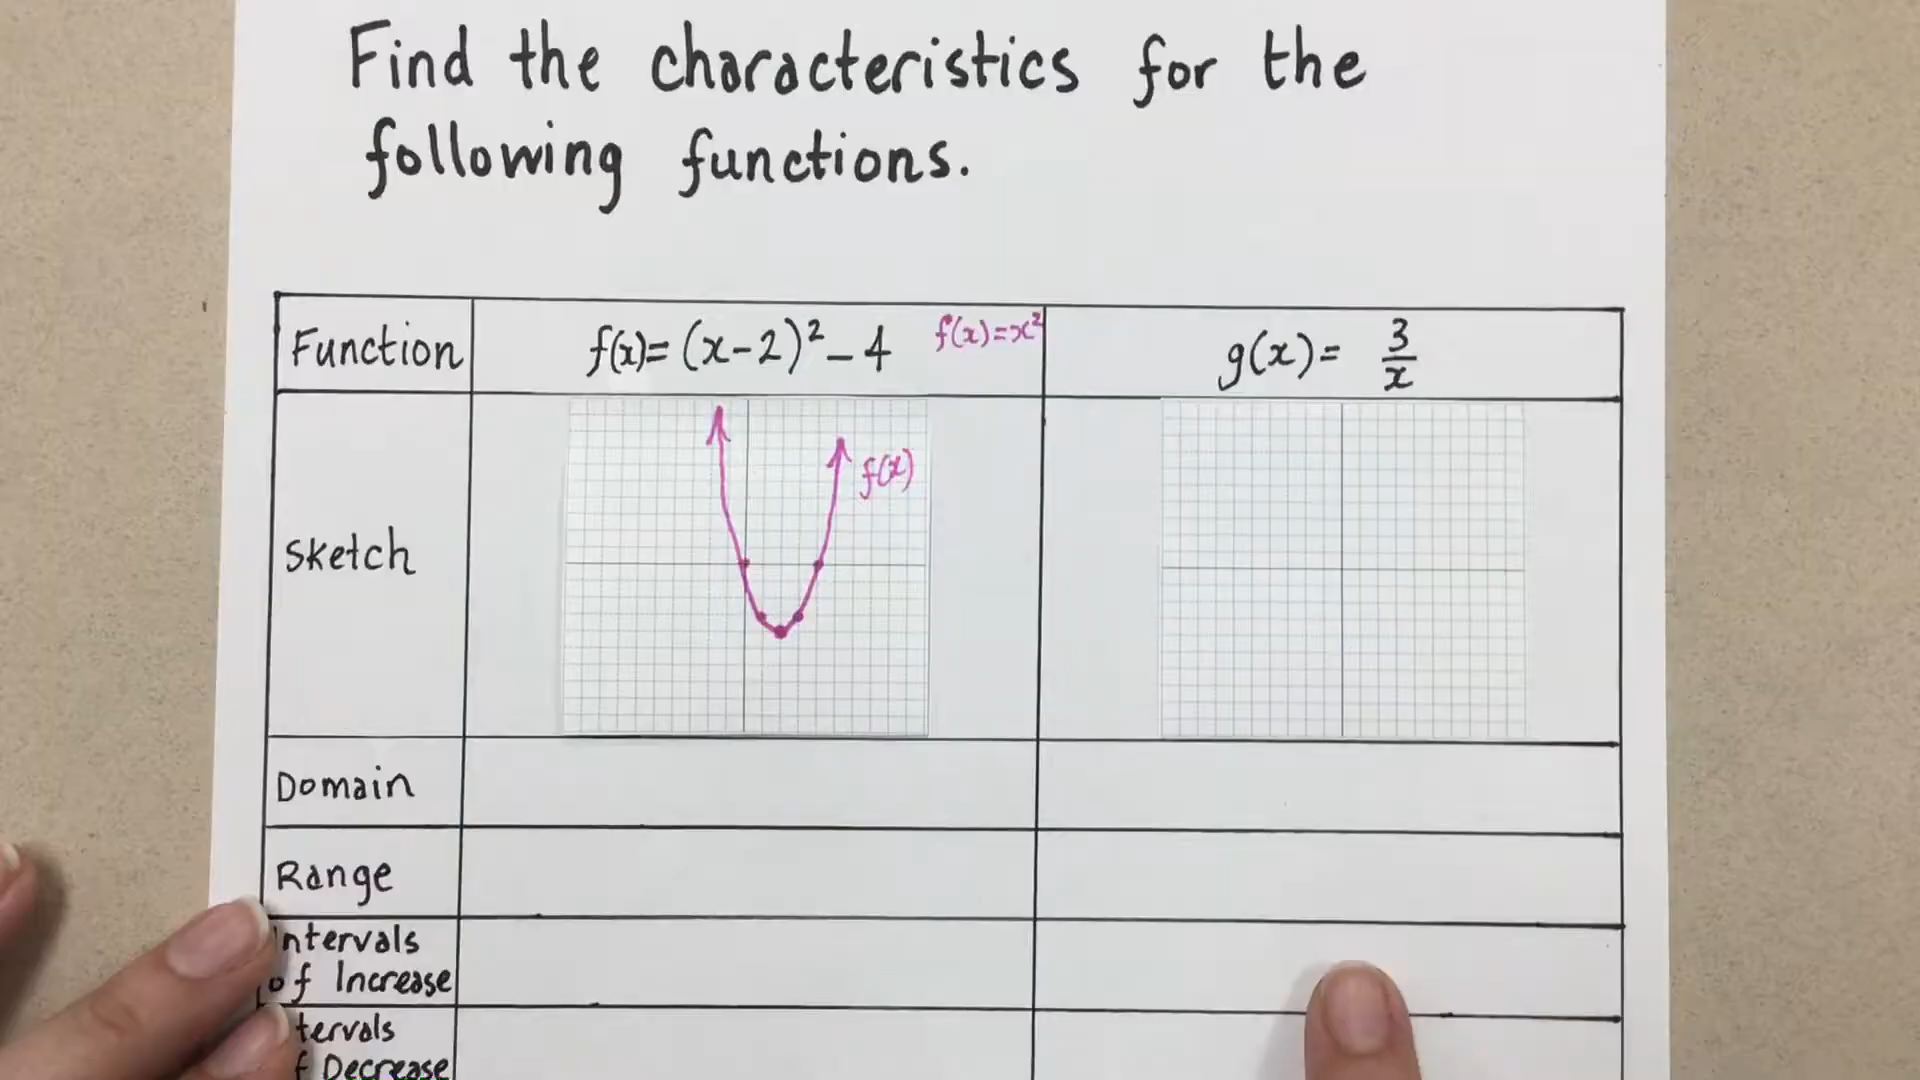 Find the characteristics for the
following functions.
Function
f(x)= (x-2)² - 4
f(x)=x²
g(x)= 3/x
Sketch
f(x)
Domain
Range
ntervals
of Increase
tervals
f Decrease